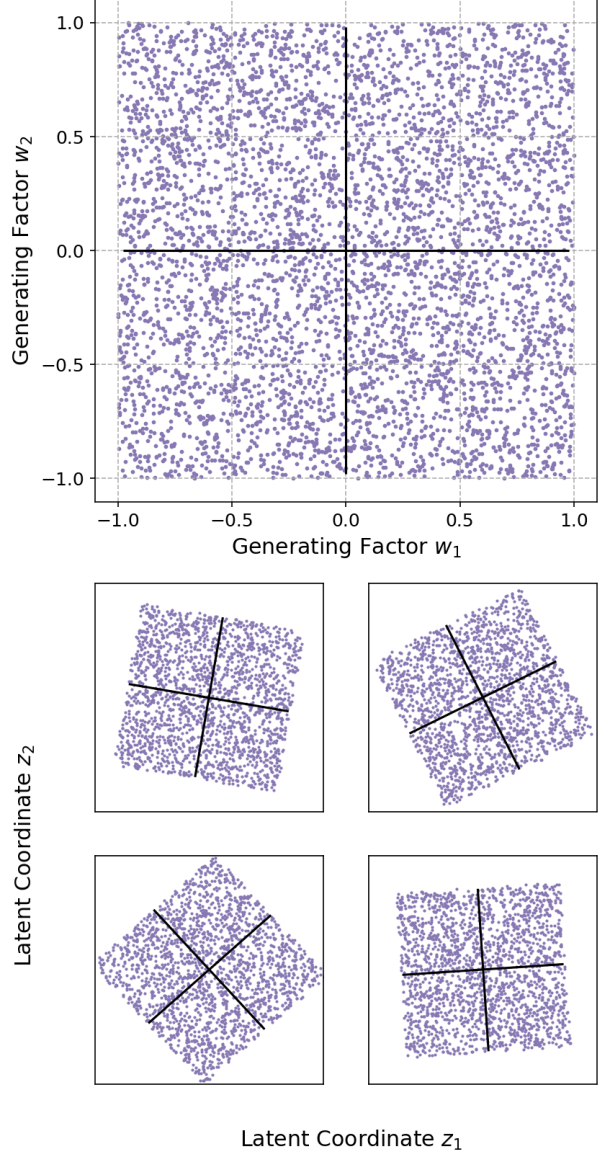 1.0
0.5
0.0
−0.5
−1.0
Generating Factor w₂
−1.0 −0.5 0.0 0.5 1.0
Generating Factor w₁
Latent Coordinate z₂
Latent Coordinate z₁